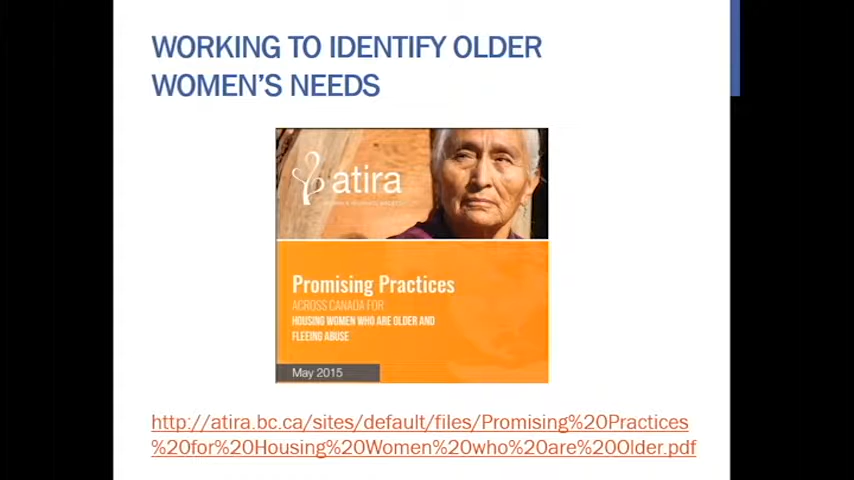 WORKING TO IDENTIFY OLDER
WOMEN'S NEEDS
atira
Promising Practices
ACROSS CANADA FOR
HOUSING WOMEN WHO ARE OLDER AND
FLEEING ABUSE
May 2015
http://atira.bc.ca/sites/default/files/Promising%20Practices
%20for%20Housing%20Women%20who%20are%20Older.pdf